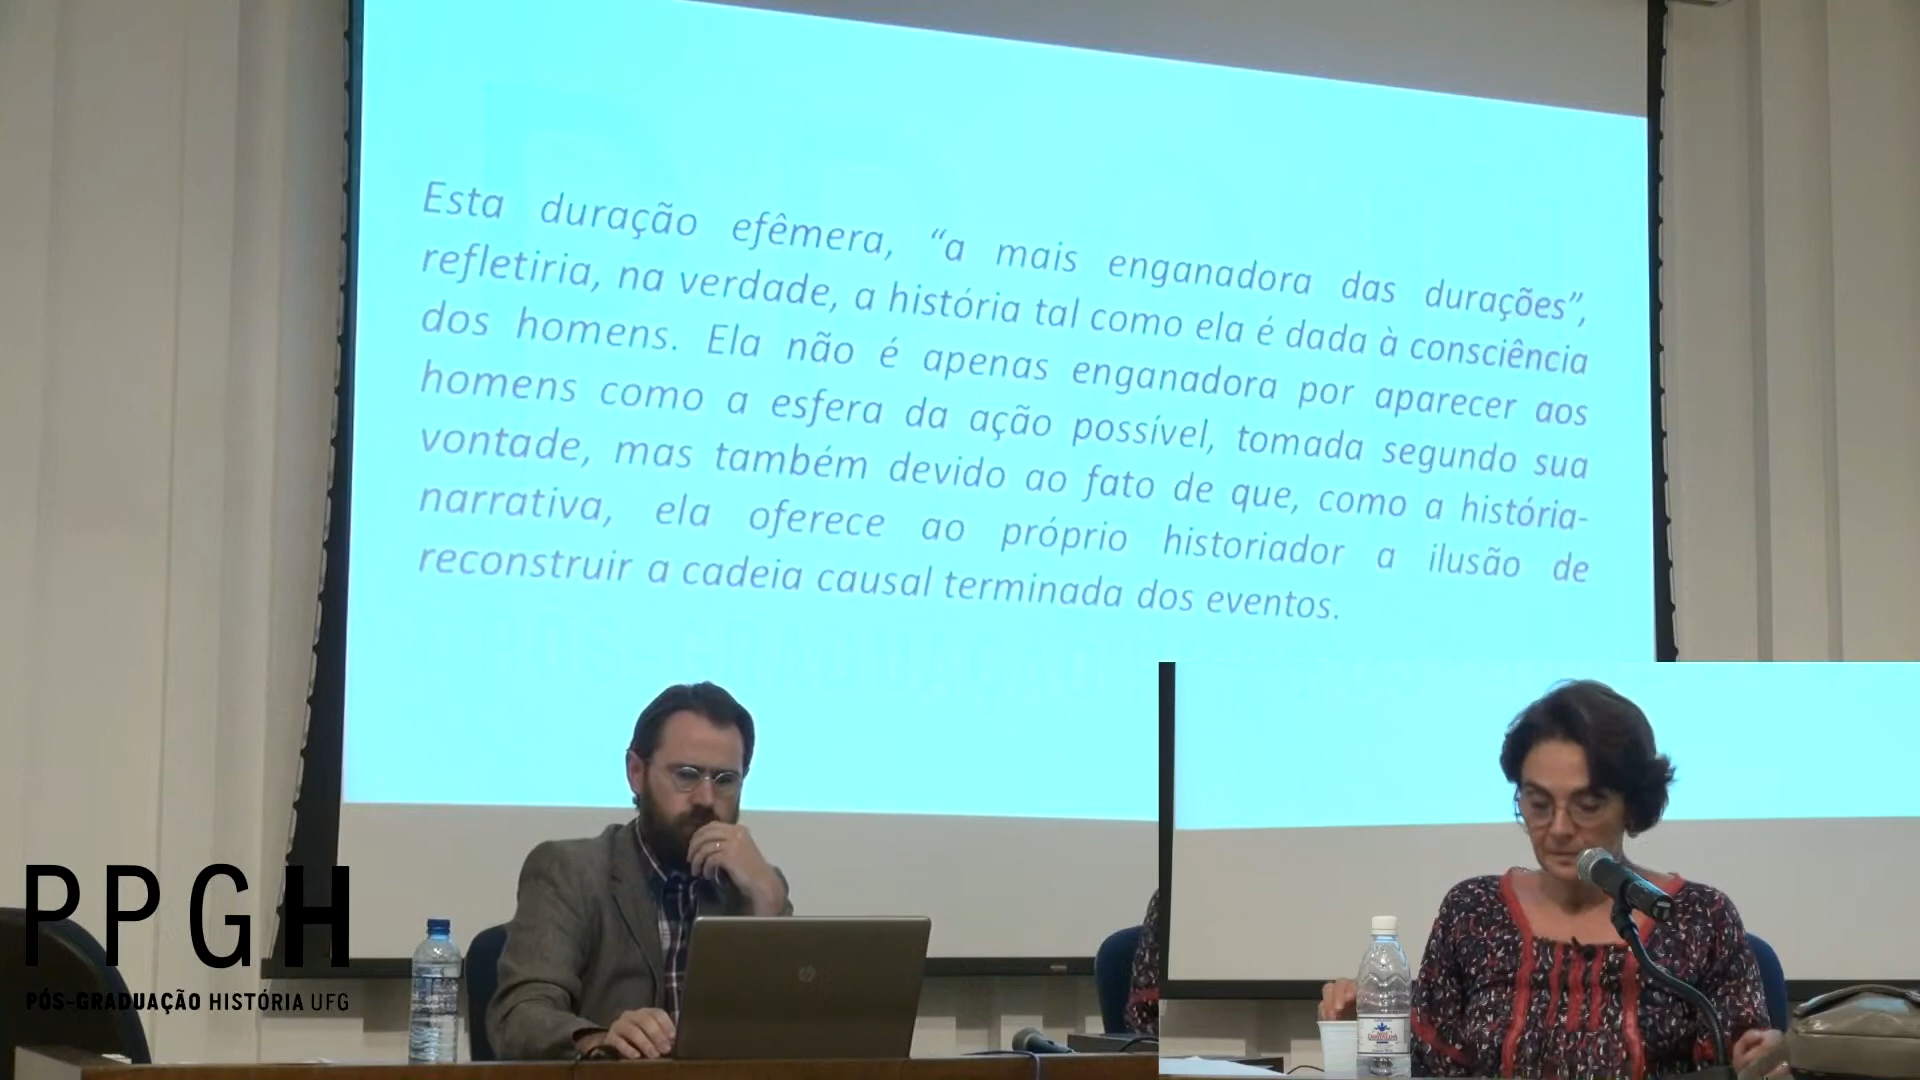 Esta duração efêmera, “a mais enganadora das durações”,
refletiria, na verdade, a história tal como ela é dada à consciência
dos homens. Ela não é apenas enganadora por aparecer aos
homens como a esfera da ação possível, tomada segundo sua
vontade, mas também devido ao fato de que, como a história-
narrativa, ela oferece ao próprio historiador a ilusão de
reconstruir a cadeia causal terminada dos eventos.
PPGH
PÓS-GRADUAÇÃO HISTÓRIA UFG
hp